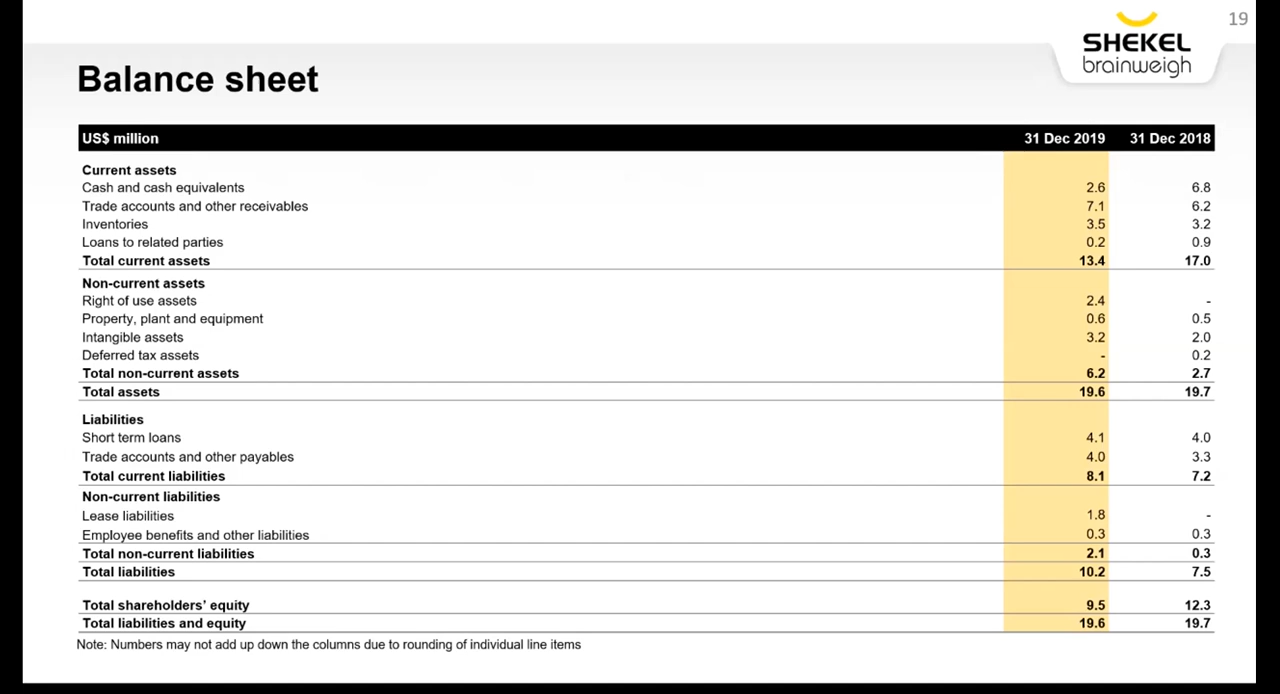 19
SHEKEL
brainweigh
Balance sheet
US$ million 31 Dec 2019 31 Dec 2018
Current assets
Cash and cash equivalents 2.6 6.8
Trade accounts and other receivables 7.1 6.2
Inventories 3.5 3.2
Loans to related parties 0.2 0.9
Total current assets 13.4 17.0
Non-current assets
Right of use assets 2.4 -
Property, plant and equipment 0.6 0.5
Intangible assets 3.2 2.0
Deferred tax assets - 0.2
Total non-current assets 6.2 2.7
Total assets 19.6 19.7
Liabilities
Short term loans 4.1 4.0
Trade accounts and other payables 4.0 3.3
Total current liabilities 8.1 7.2
Non-current liabilities
Lease liabilities 1.8 -
Employee benefits and other liabilities 0.3 0.3
Total non-current liabilities 2.1 0.3
Total liabilities 10.2 7.5
Total shareholders’ equity 9.5 12.3
Total liabilities and equity 19.6 19.7
Note: Numbers may not add up down the columns due to rounding of individual line items